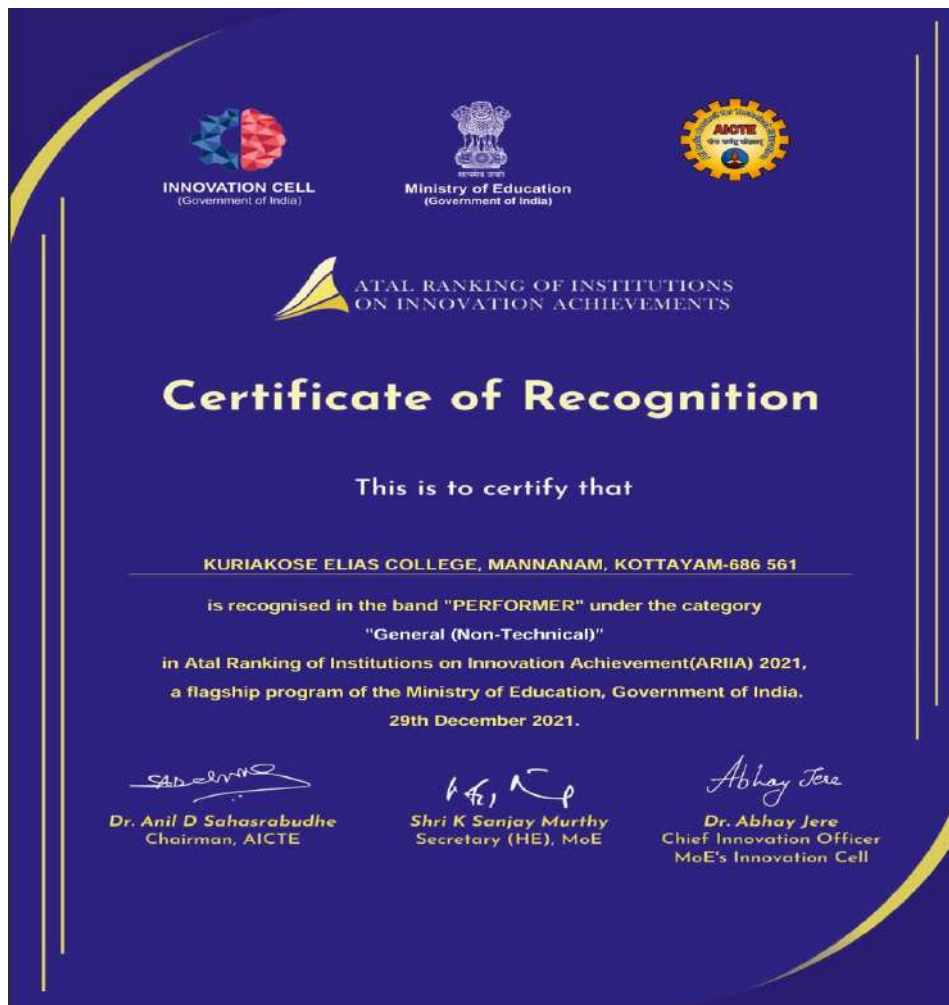 INNOVATION CELL
(Government of India)
सत्यमेव जयते
Ministry of Education
(Government of India)
AICTE
ATAL RANKING OF INSTITUTIONS
ON INNOVATION ACHIEVEMENTS
Certificate of Recognition
This is to certify that
KURIAKOSE ELIAS COLLEGE, MANNANAM, KOTTAYAM-686 561
is recognised in the band "PERFORMER" under the category
"General (Non-Technical)"
in Atal Ranking of Institutions on Innovation Achievement(ARIIA) 2021,
a flagship program of the Ministry of Education, Government of India.
29th December 2021.
Abhay Jere
Dr. Anil D Sahasrabudhe
Chairman, AICTE
Shri K Sanjay Murthy
Secretary (HE), MoE
Dr. Abhay Jere
Chief Innovation Officer
MoE's Innovation Cell